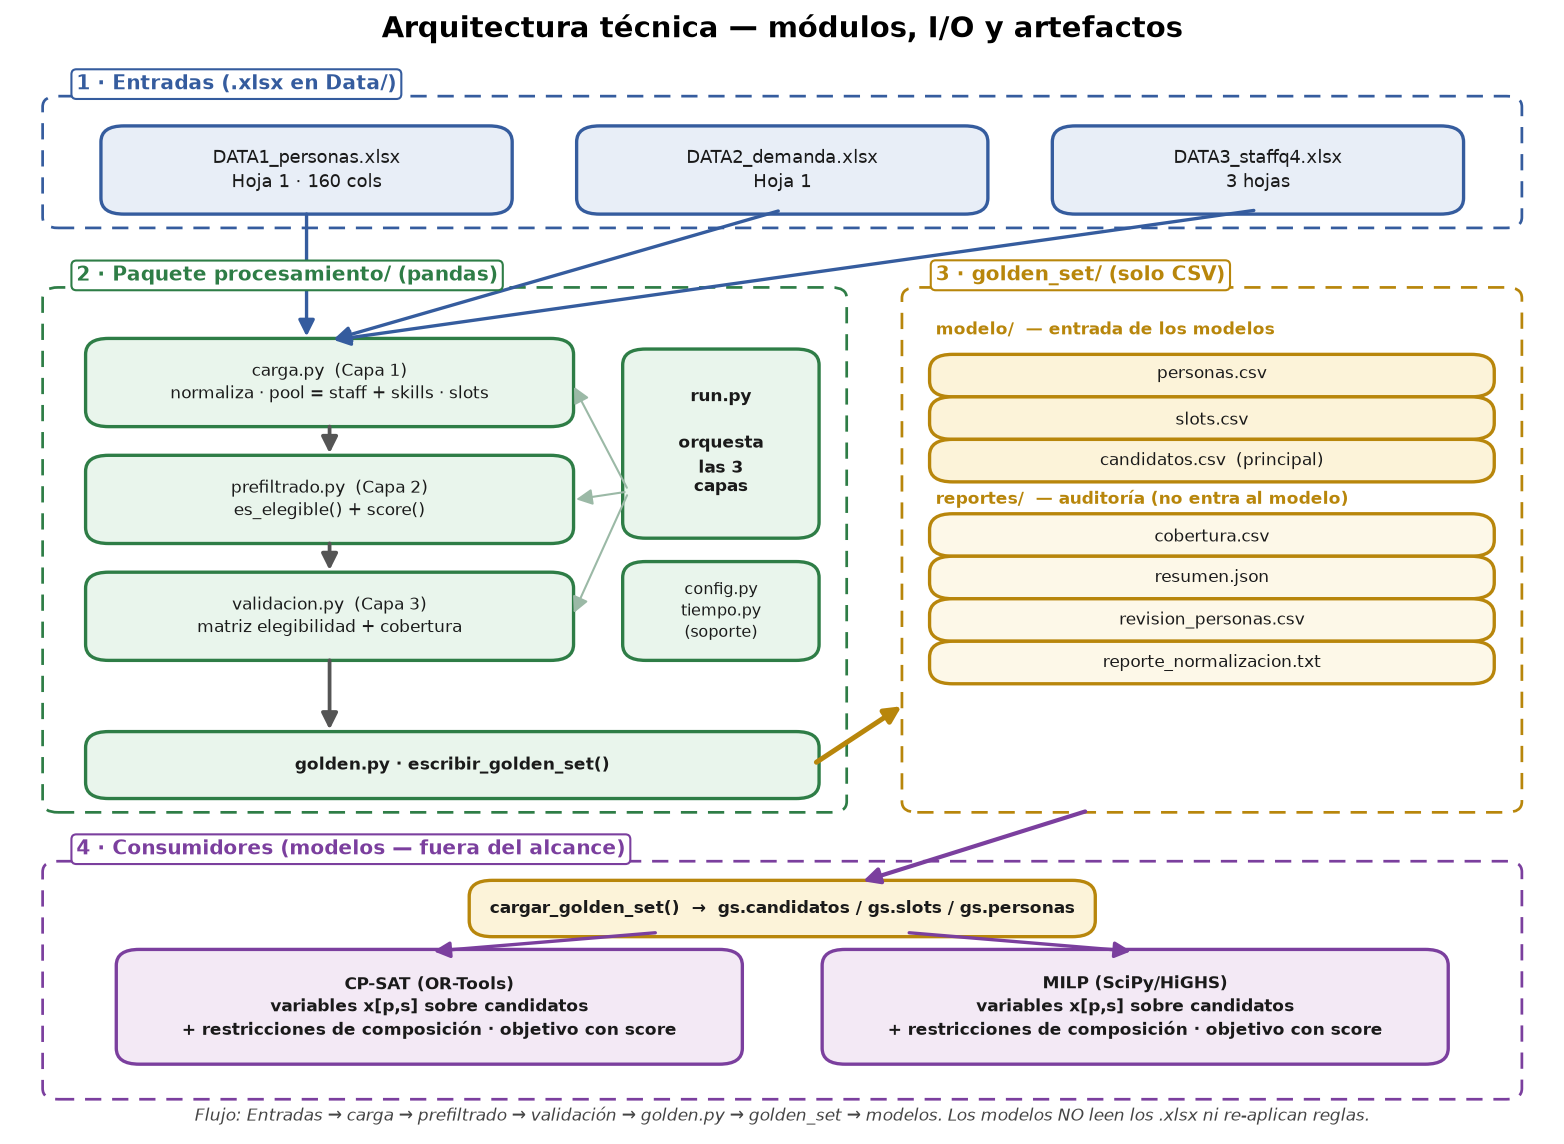 Arquitectura técnica — módulos, I/O y artefactos
1 · Entradas (.xlsx en Data/)
DATA1_personas.xlsx
Hoja 1 · 160 cols
DATA2_demanda.xlsx
Hoja 1
DATA3_staffq4.xlsx
3 hojas
2 · Paquete procesamiento/ (pandas)
carga.py  (Capa 1)
normaliza · pool = staff + skills · slots
prefiltrado.py  (Capa 2)
es_elegible() + score()
validacion.py  (Capa 3)
matriz elegibilidad + cobertura
run.py
orquesta
las 3
capas
config.py
tiempo.py
(soporte)
golden.py · escribir_golden_set()
3 · golden_set/ (solo CSV)
modelo/  — entrada de los modelos
personas.csv
slots.csv
candidatos.csv  (principal)
reportes/  — auditoría (no entra al modelo)
cobertura.csv
resumen.json
revision_personas.csv
reporte_normalizacion.txt
4 · Consumidores (modelos — fuera del alcance)
cargar_golden_set()  →  gs.candidatos / gs.slots / gs.personas
CP-SAT (OR-Tools)
variables x[p,s] sobre candidatos
+ restricciones de composición · objetivo con score
MILP (SciPy/HiGHS)
variables x[p,s] sobre candidatos
+ restricciones de composición · objetivo con score
Flujo: Entradas → carga → prefiltrado → validación → golden.py → golden_set → modelos. Los modelos NO leen los .xlsx ni re-aplican reglas.